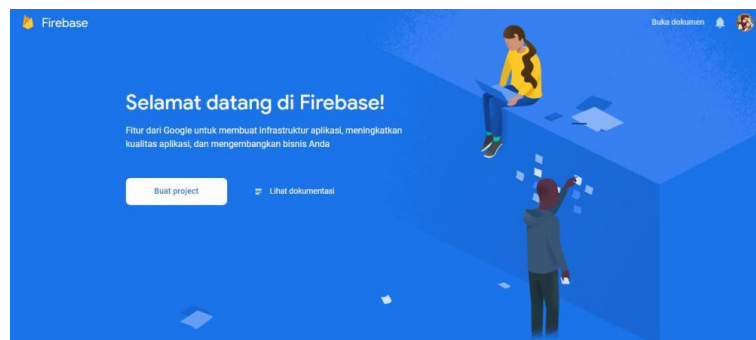 Firebase
Buka dokumen
Selamat datang di Firebase!
Fitur dari Google untuk membuat infrastruktur aplikasi, meningkatkan
kualitas aplikasi, dan mengembangkan bisnis Anda
Buat project
Lihat dokumentasi